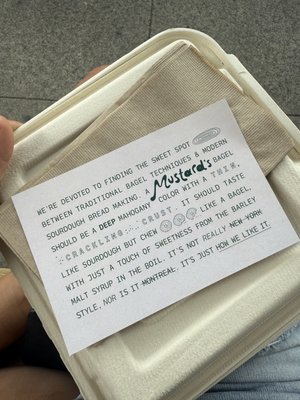 WE'RE DEVOTED TO FINDING THE SWEET SPOT
BETWEEN TRADITIONAL BAGEL TECHNIQUES & MODERN
SOURDOUGH BREAD MAKING. A Mustard's BAGEL
SHOULD BE A DEEP MAHOGANY COLOR WITH A THIN,
CRACKLING CRUST. IT SHOULD TASTE
LIKE SOURDOUGH BUT CHEW LIKE A BAGEL,
WITH JUST A TOUCH OF SWEETNESS FROM THE BARLEY
MALT SYRUP IN THE BOIL. IT'S NOT REALLY NEW YORK
STYLE, NOR IS IT MONTREAL. IT'S JUST HOW WE LIKE IT.